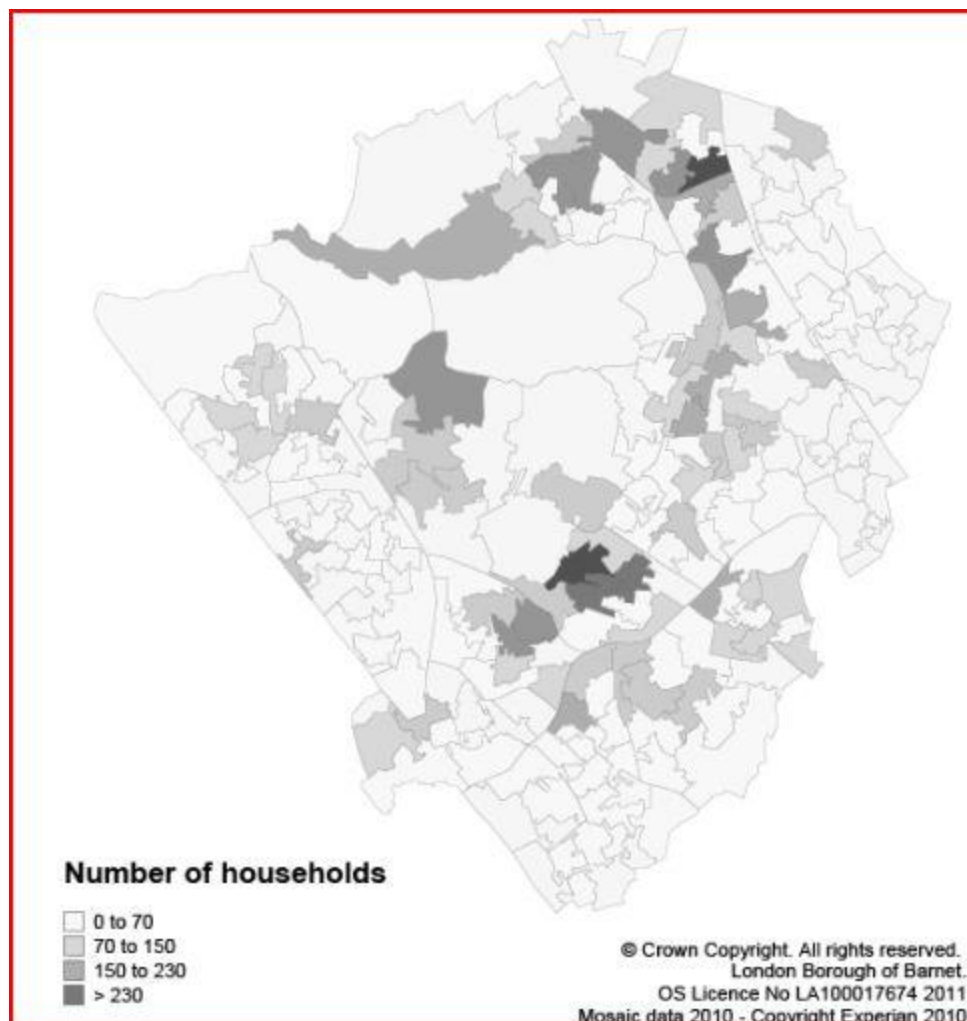 Number of households
0 to 70
70 to 150
150 to 230
> 230
© Crown Copyright. All rights reserved.
London Borough of Barnet.
OS Licence No LA100017674 2011
Mosaic data 2010 - Copyright Experian 2010